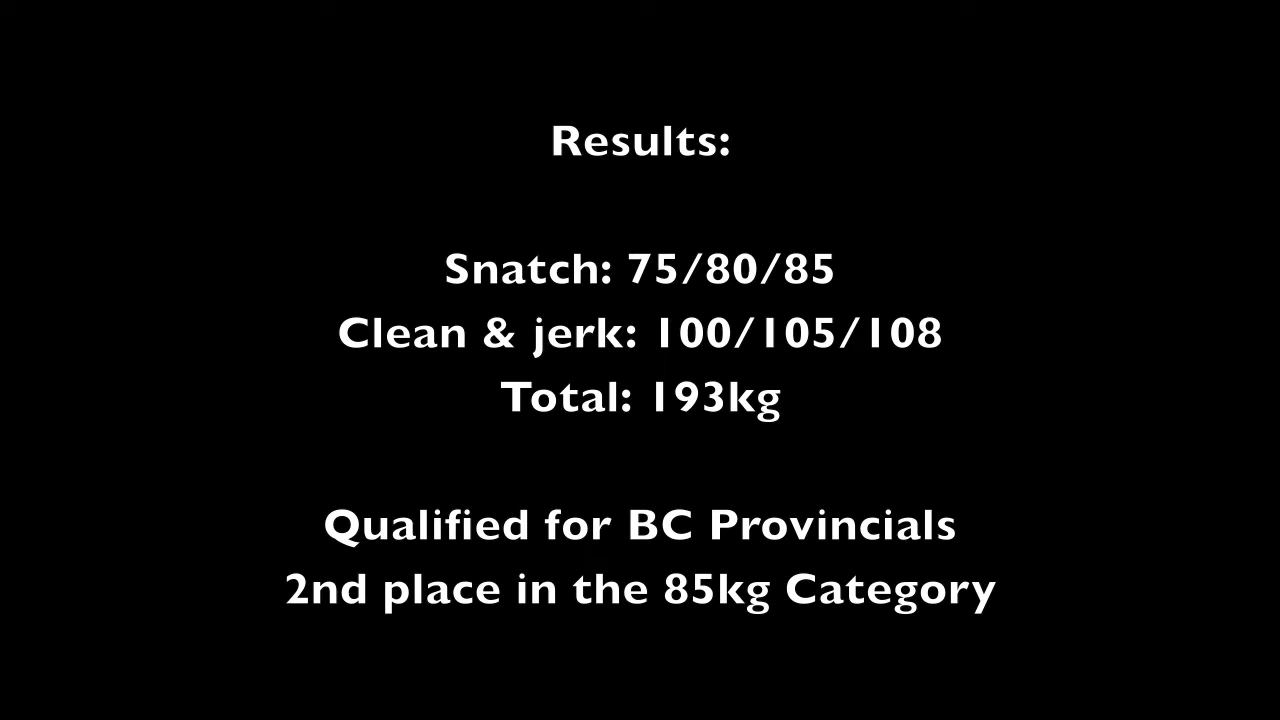 Results:
Snatch: 75/80/85
Clean & jerk: 100/105/108
Total: 193kg
Qualified for BC Provincials
2nd place in the 85kg Category